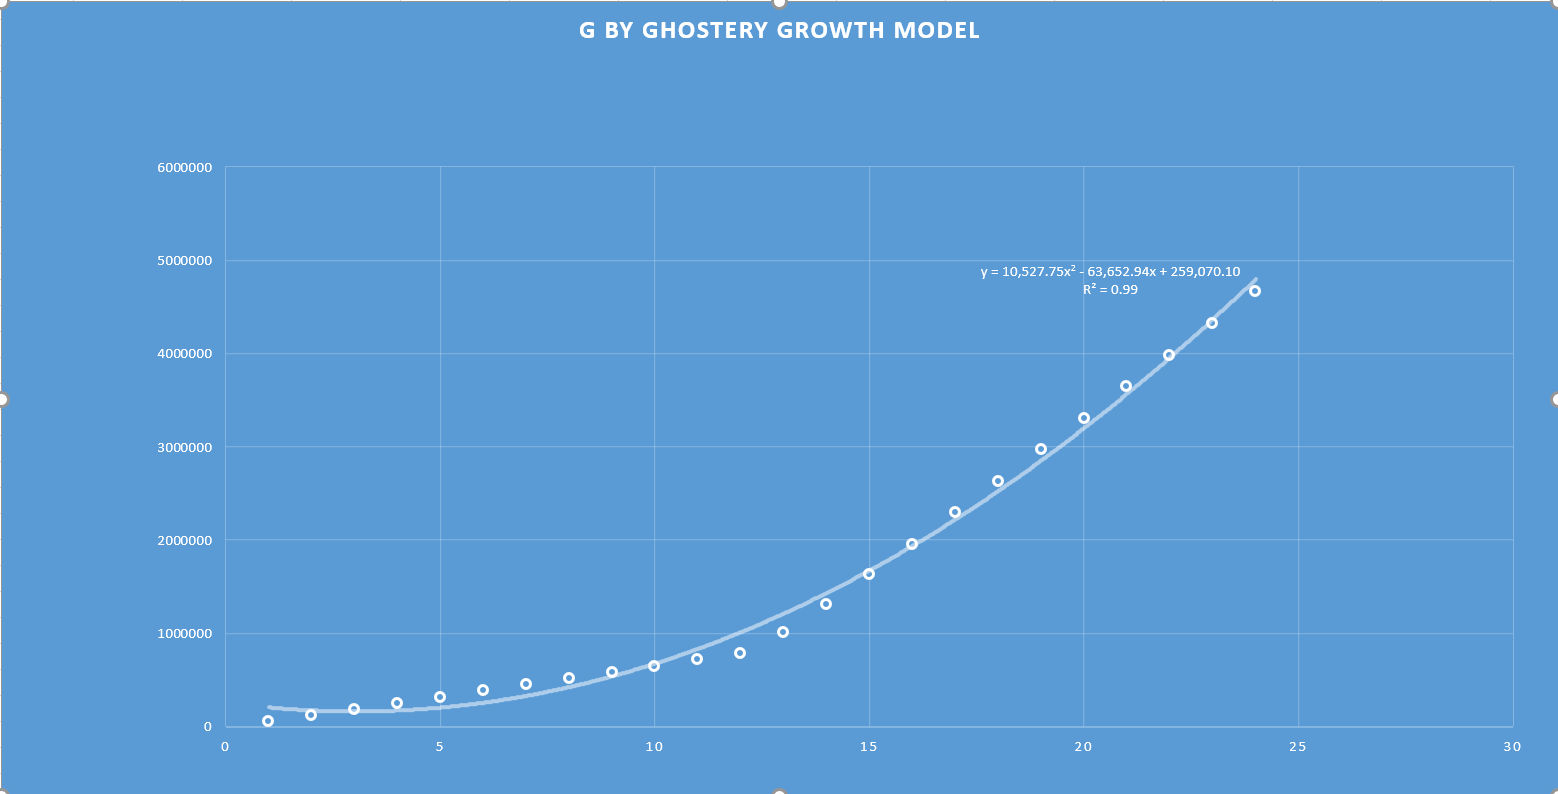 G BY GHOSTERY GROWTH MODEL
6000000
5000000
y = 10,527.75x² - 63,652.94x + 259,070.10
R² = 0.99
4000000
3000000
2000000
1000000
0
0 5 10 15 20 25 30